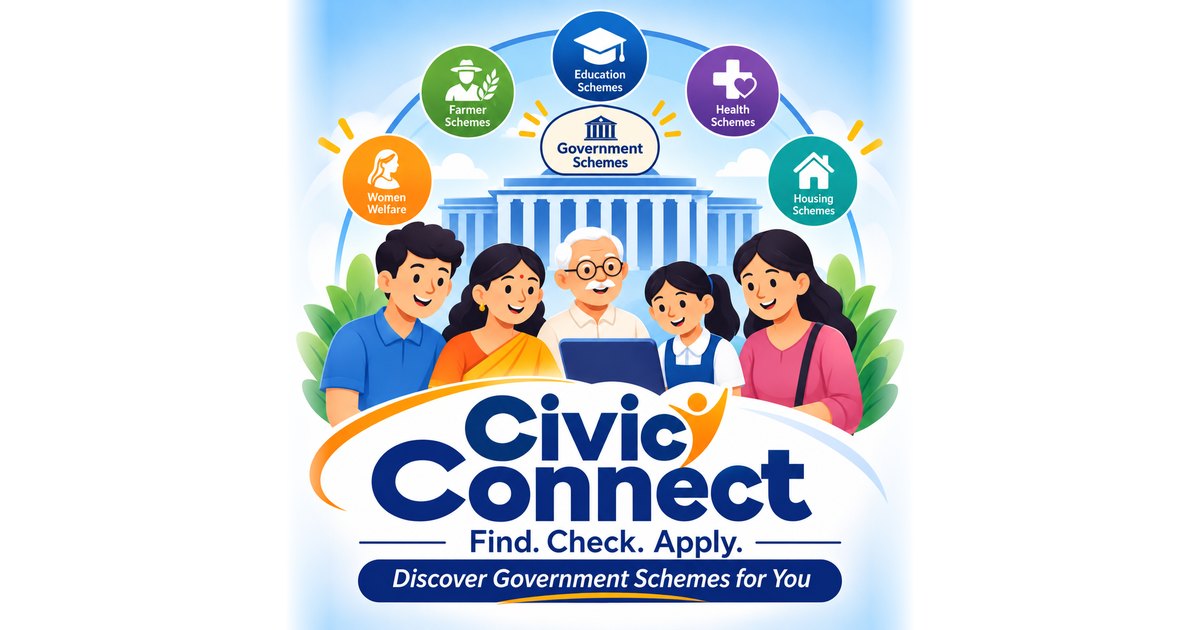 Education
Schemes
Farmer
Schemes
Health
Schemes
Government
Schemes
Women
Welfare
Housing
Schemes
Civic
Connect
Find. Check. Apply.
Discover Government Schemes for You